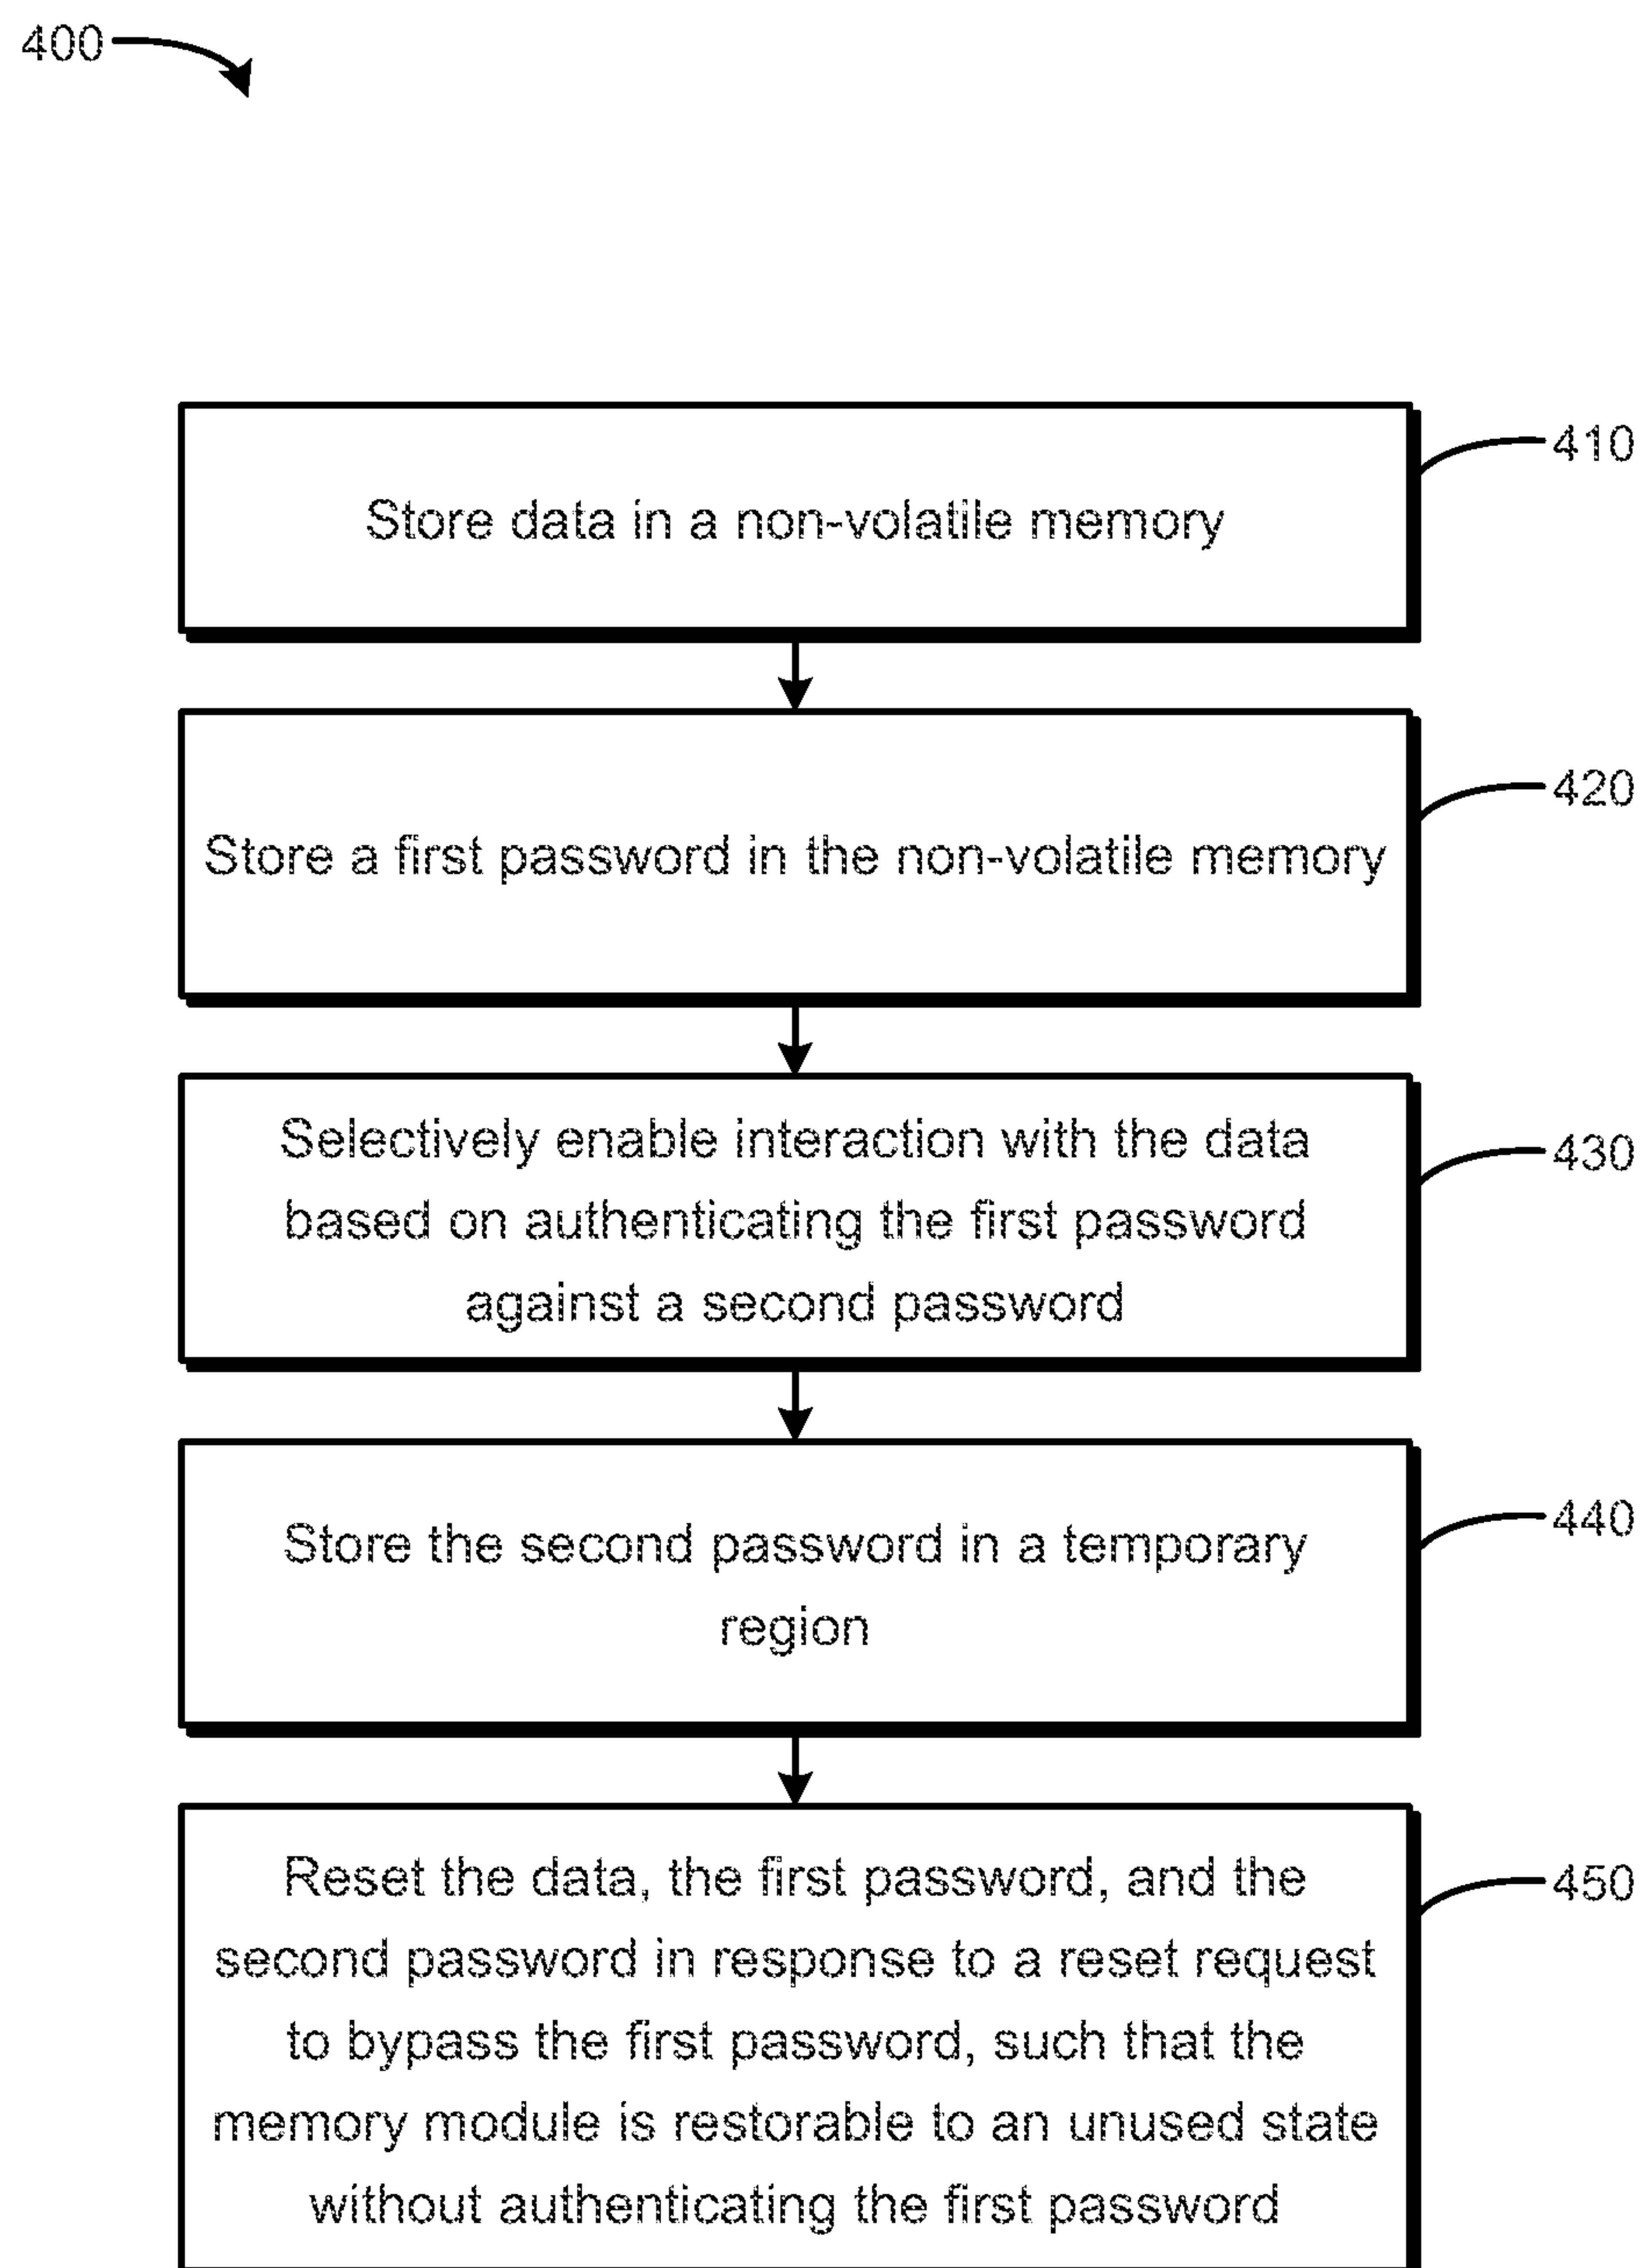 400
410
Store data in a non-volatile memory
420
Store a first password in the non-volatile memory
430
Selectively enable interaction with the data
based on authenticating the first password
against a second password
440
Store the second password in a temporary
region
450
Reset the data, the first password, and the
second password in response to a reset request
to bypass the first password, such that the
memory module is restorable to an unused state
without authenticating the first password